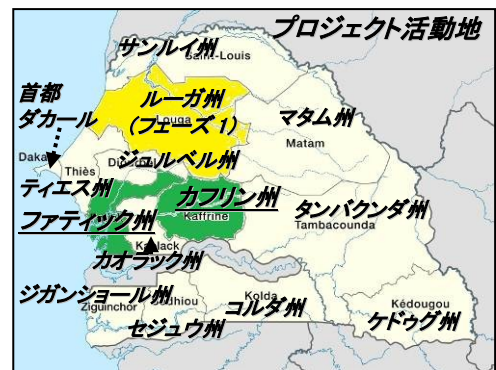 プロジェクト活動地
サンルイ州
Saint-Louis
首都
ダカール
ルーガ州
Louga
(フェーズ1)
マタム州
Matam
Dakar
Thiès
ジュルベル州
ティエス州
カフリン州
Kaffrine
ファティック州
タンバクンダ州
Tambacounda
Kaolack
カオラック州
ジガンショール州
Ziguinchor
Kolda
コルダ州
セジュウ州
Kédougou
ケドゥグ州